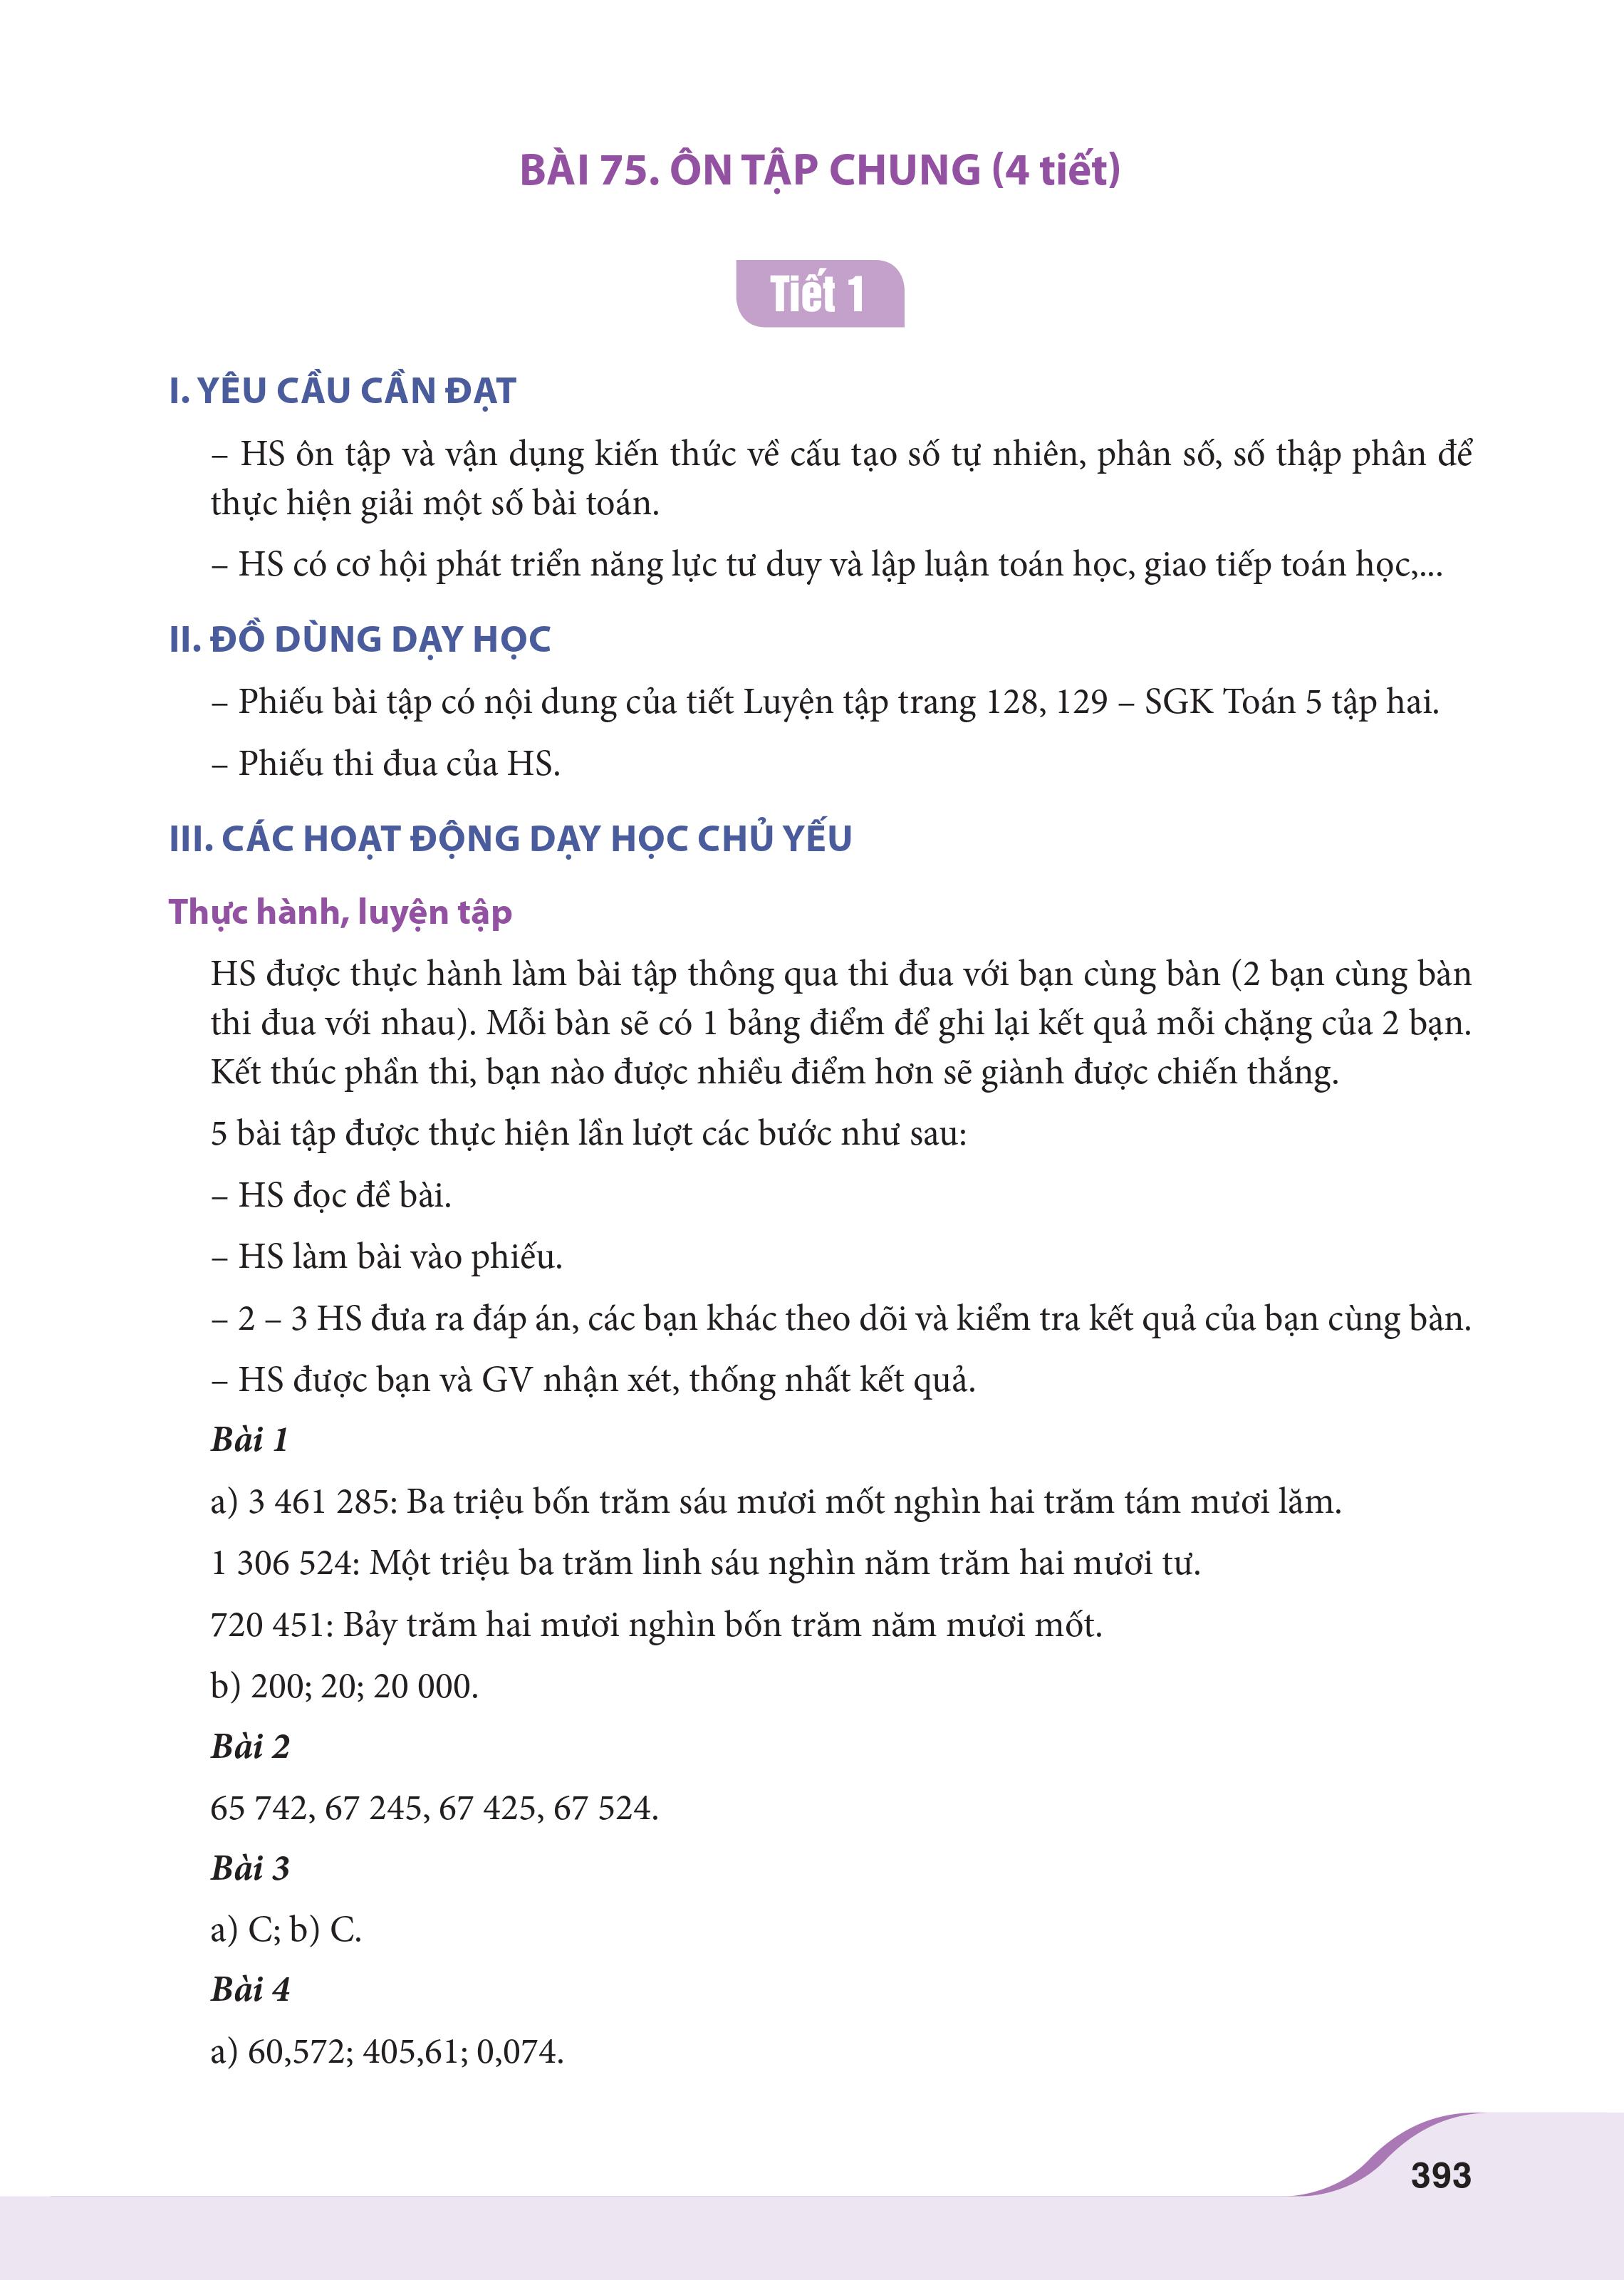 BÀI 75. ÔN TẬP CHUNG (4 tiết)
Tiết 1
I. YÊU CẦU CẦN ĐẠT
– HS ôn tập và vận dụng kiến thức về cấu tạo số tự nhiên, phân số, số thập phân để
thực hiện giải một số bài toán.
– HS có cơ hội phát triển năng lực tư duy và lập luận toán học, giao tiếp toán học,...
II. ĐỒ DÙNG DẠY HỌC
– Phiếu bài tập có nội dung của tiết Luyện tập trang 128, 129 – SGK Toán 5 tập hai.
– Phiếu thi đua của HS.
III. CÁC HOẠT ĐỘNG DẠY HỌC CHỦ YẾU
Thực hành, luyện tập
HS được thực hành làm bài tập thông qua thi đua với bạn cùng bàn (2 bạn cùng bàn
thi đua với nhau). Mỗi bàn sẽ có 1 bảng điểm để ghi lại kết quả mỗi chặng của 2 bạn.
Kết thúc phần thi, bạn nào được nhiều điểm hơn sẽ giành được chiến thắng.
5 bài tập được thực hiện lần lượt các bước như sau:
– HS đọc đề bài.
– HS làm bài vào phiếu.
– 2 – 3 HS đưa ra đáp án, các bạn khác theo dõi và kiểm tra kết quả của bạn cùng bàn.
– HS được bạn và GV nhận xét, thống nhất kết quả.
Bài 1
a) 3 461 285: Ba triệu bốn trăm sáu mươi mốt nghìn hai trăm tám mươi lăm.
1 306 524: Một triệu ba trăm linh sáu nghìn năm trăm hai mươi tư.
720 451: Bảy trăm hai mươi nghìn bốn trăm năm mươi mốt.
b) 200; 20; 20 000.
Bài 2
65 742, 67 245, 67 425, 67 524.
Bài 3
a) C; b) C.
Bài 4
a) 60,572; 405,61; 0,074.
393